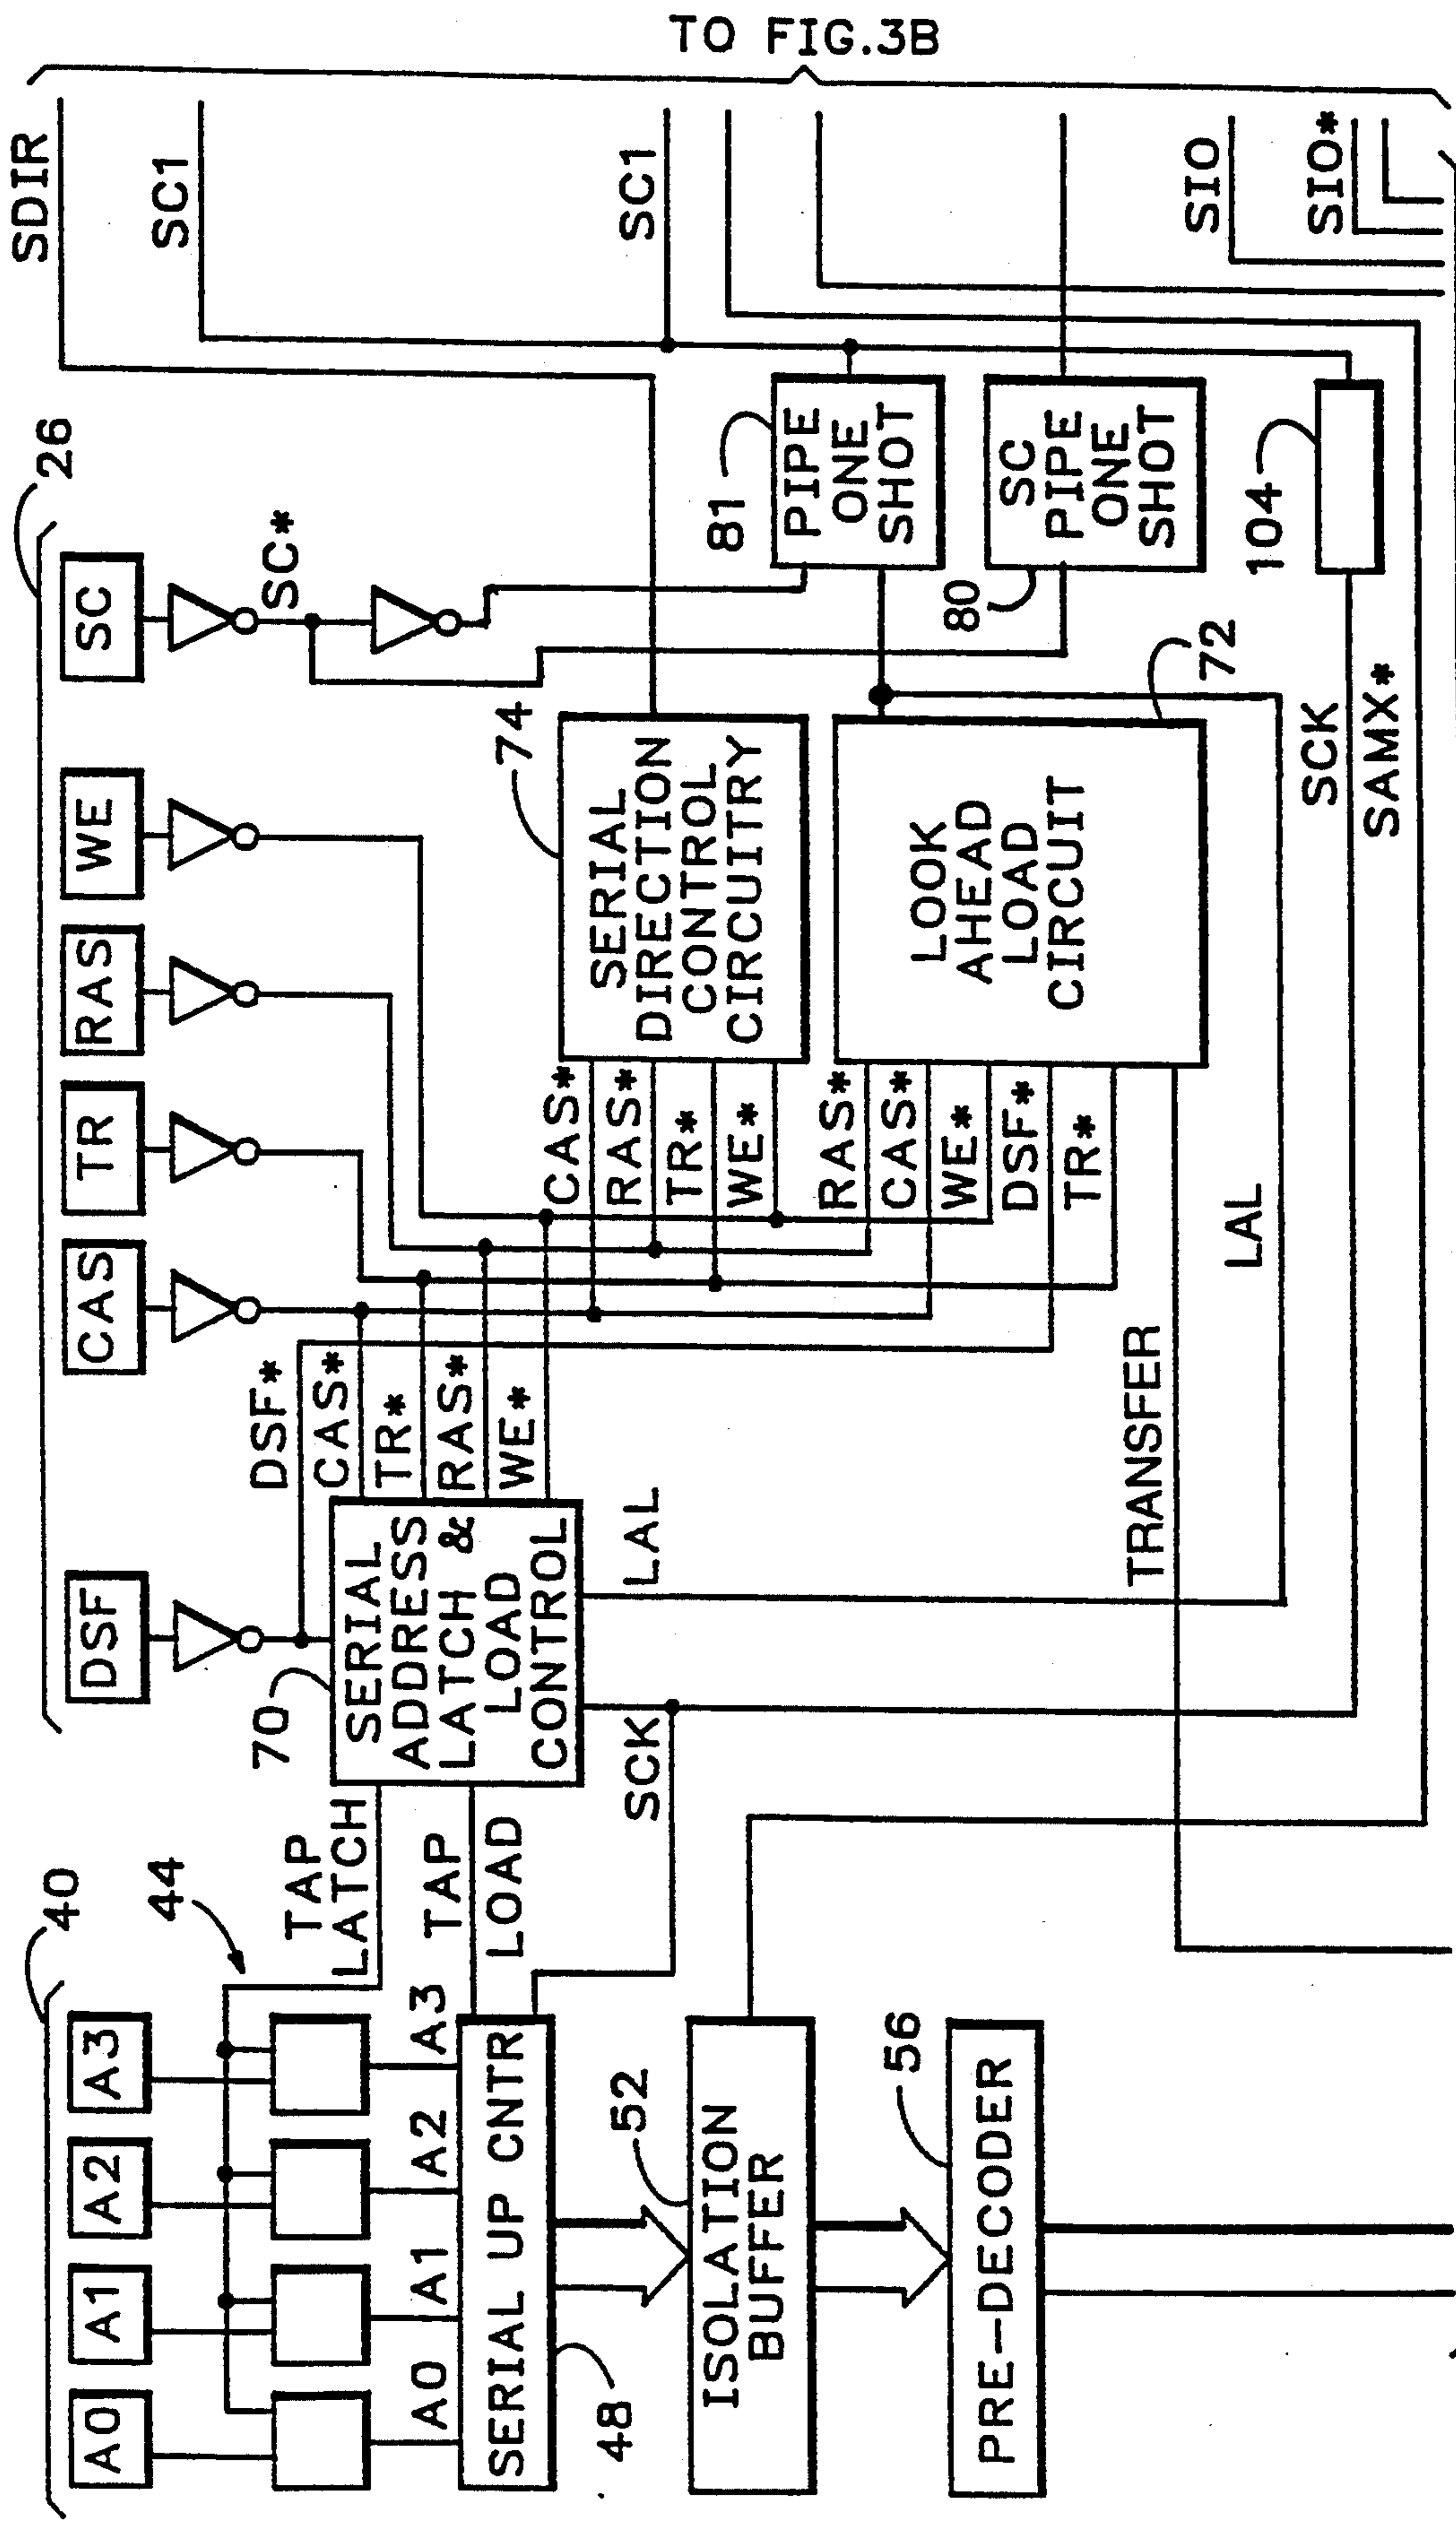 TO FIG.3B
SDIR
SC1
SC1
SIO
SIO*
26
SC
SC*
WE
RAS
TR
CAS
DSF
81
PIPE
ONE
SHOT
80
SC
PIPE
ONE
SHOT
104
74
SERIAL
DIRECTION
CONTROL
CIRCUITRY
72
LOOK
AHEAD
LOAD
CIRCUIT
SCK
SAMX*
CAS*
RAS*
TR*
WE*
RAS*
CAS*
WE*
DSF*
TR*
LAL
TRANSFER
DSF*
CAS*
TR*
RAS*
WE*
70
SERIAL
ADDRESS
LATCH &
LOAD
CONTROL
LAL
SCK
TAP
LATCH
TAP
LOAD
40
44
A3
A2
A1
A0
A3
A2
A1
A0
SERIAL UP CNTR
48
52
ISOLATION
BUFFER
56
PRE-DECODER